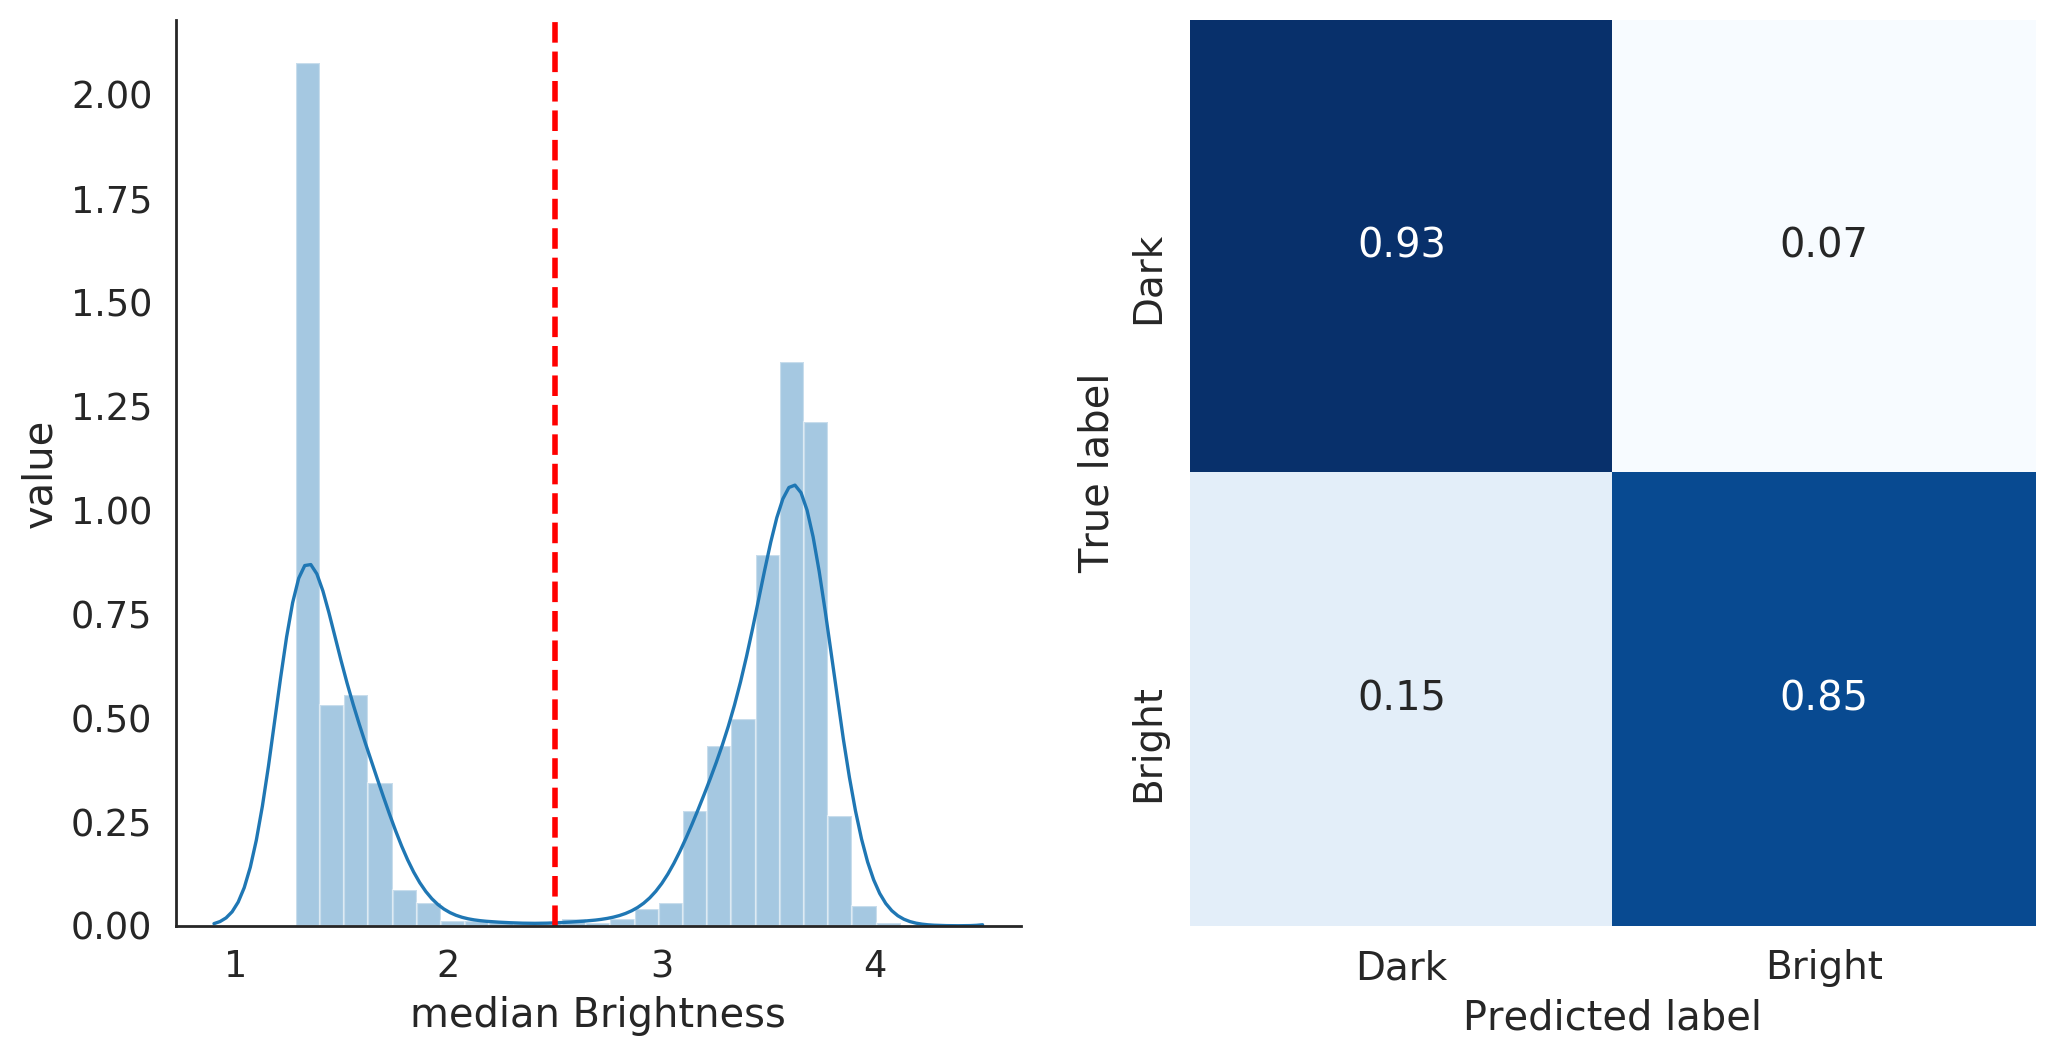 value
2.00
1.75
1.50
1.25
1.00
0.75
0.50
0.25
0.00
1 2 3 4
median Brightness
True label
Dark
Bright
0.93 0.07
0.15 0.85
Dark Bright
Predicted label